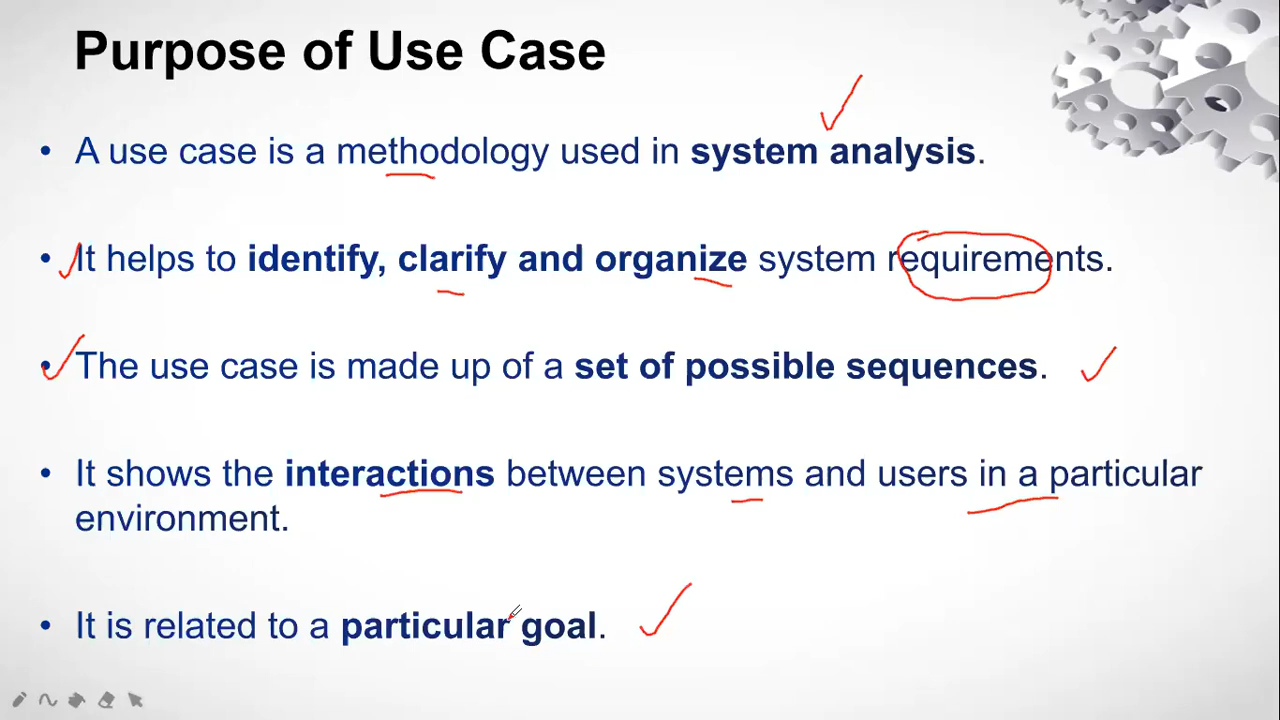 Purpose of Use Case
• A use case is a methodology used in system analysis.
• It helps to identify, clarify and organize system requirements.
• The use case is made up of a set of possible sequences.
• It shows the interactions between systems and users in a particular
environment.
• It is related to a particular goal.